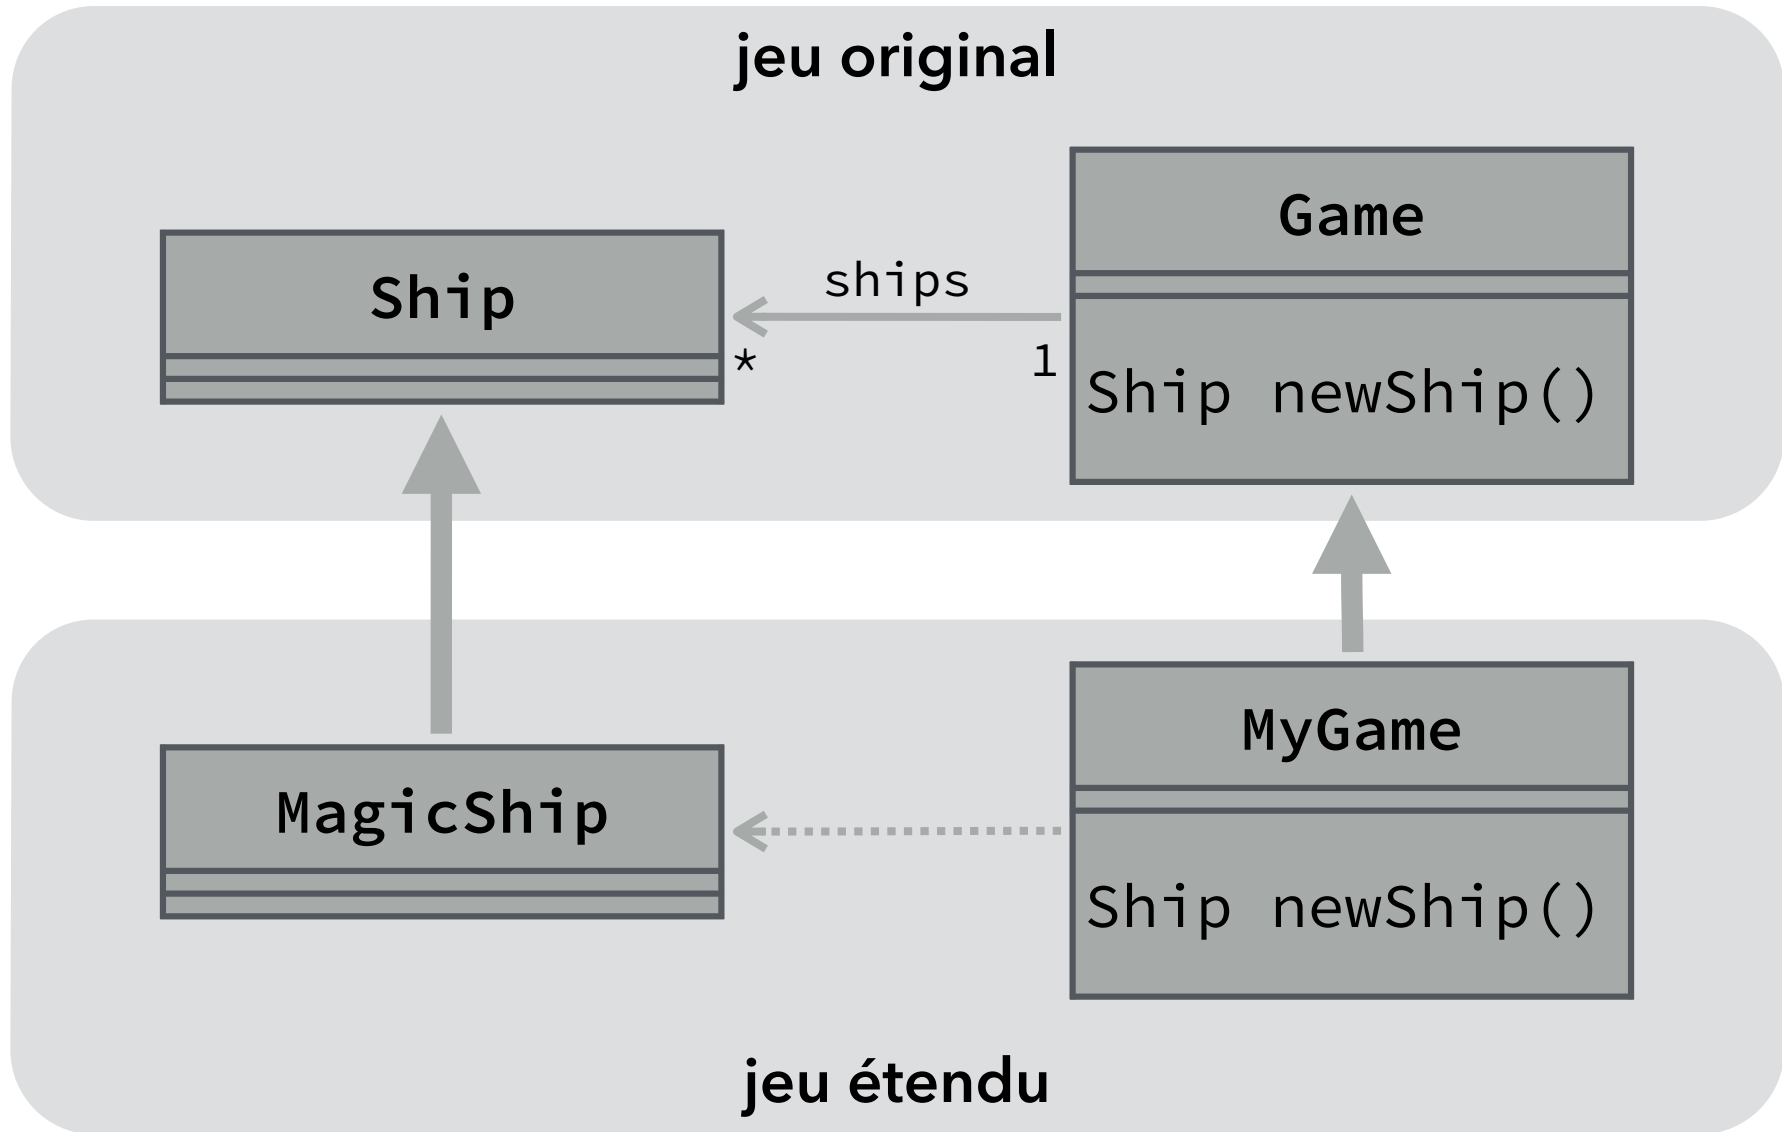 jeu original
Game
Ship
ships
* 1
Ship newShip()
MyGame
MagicShip
Ship newShip()
jeu étendu